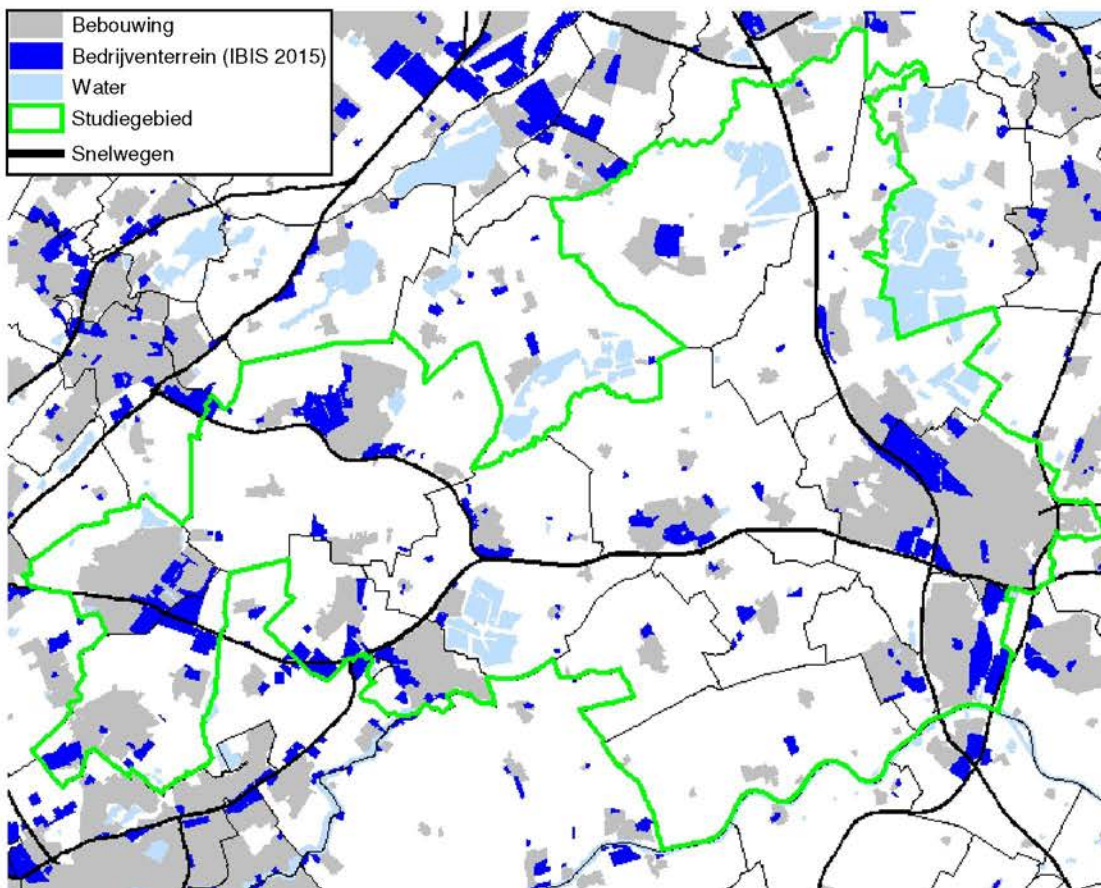 Bebouwing
Bedrijventerrein (IBIS 2015)
Water
Studiegebied
Snelwegen